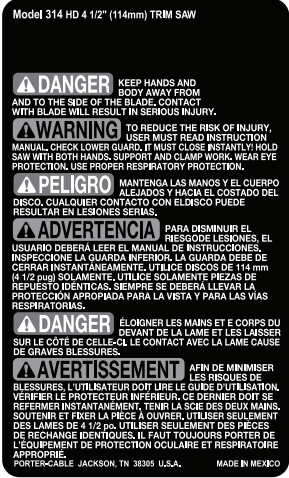 Model 314 HD 4 1/2" (114mm) TRIM SAW
DANGER KEEP HANDS AND
BODY AWAY FROM
AND TO THE SIDE OF THE BLADE. CONTACT
WITH BLADE WILL RESULT IN SERIOUS INJURY.
WARNING TO REDUCE THE RISK OF INJURY,
USER MUST READ INSTRUCTION
MANUAL. CHECK LOWER GUARD. IT MUST CLOSE INSTANTLY! HOLD
SAW WITH BOTH HANDS. SUPPORT AND CLAMP WORK. WEAR EYE
PROTECTION. USE PROPER RESPIRATORY PROTECTION.
PELIGRO MANTENGA LAS MANOS Y EL CUERPO
ALEJADOS Y HACIA EL COSTADO DEL
DISCO. CUALQUIER CONTACTO CON ELDISCO PUEDE
RESULTAR EN LESIONES SERIAS.
ADVERTENCIA PARA DISMINUIR EL
RIESGODE LESIONES, EL
USUARIO DEBERÁ LEER EL MANUAL DE INSTRUCCIONES,
INSPECCIONE LA GUARDA INFERIOR. LA GUARDA DEBE DE
CERRAR INSTANTÁNEAMENTE. UTILICE DISCOS DE 114 mm
(4 1/2 pug) SOLAMENTE. UTILICE SOLAMENTE PIEZAS DE
REPUESTO IDÉNTICAS. SIEMPRE SE DEBERÁ LLEVAR LA
PROTECCIÓN APROPIADA PARA LA VISTA Y PARA LAS VÍAS
RESPIRATORIAS.
DANGER ÉLOIGNER LES MAINS ET E CORPS DU
DEVANT DE LA LAME ET LES LAISSER
SUR LE CÔTÉ DE CELLE-CI. LE CONTACT AVEC LA LAME CAUSE
DE GRAVES BLESSURES.
AVERTISSEMENT AFIN DE MINIMISER
LES RISQUES DE
BLESSURES, L'UTILISATEUR DOIT LIRE LE GUIDE D'UTILISATION.
VÉRIFIER LE PROTECTEUR INFÉRIEUR. CE DERNIER DOIT SE
REFERMER INSTANTANÉMENT. TENIR LA SCIE DES DEUX MAINS.
SOUTENIR ET FIXER LA PIÈCE À OUVRER. UTILISER SEULEMENT
DES LAMES DE 4 1/2 po. UTILISER SEULEMENT DES PIÈCES
DE RECHANGE IDENTIQUES. IL FAUT TOUJOURS PORTER DE
L'ÉQUIPEMENT DE PROTECTION OCULAIRE ET RESPIRATOIRE
APPROPRIÉ.
PORTER-CABLE JACKSON, TN 38305 U.S.A. MADE IN MEXICO